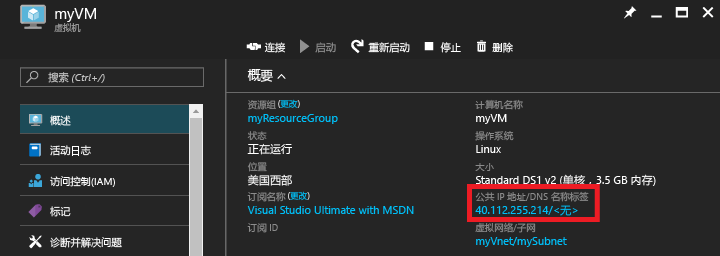 myVM
虚拟机
连接 启动 重新启动 停止 删除
搜索 (Ctrl+/)
概述
活动日志
访问控制(IAM)
标记
诊断并解决问题
概要
资源组 (更改)
myResourceGroup
状态
正在运行
位置
美国西部
订阅名称 (更改)
Visual Studio Ultimate with MSDN
订阅 ID
计算机名称
myVM
操作系统
Linux
大小
Standard DS1 v2 (单核，3.5 GB 内存)
公共 IP 地址/DNS 名称标签
40.112.255.214/<无>
虚拟网络/子网
myVnet/mySubnet